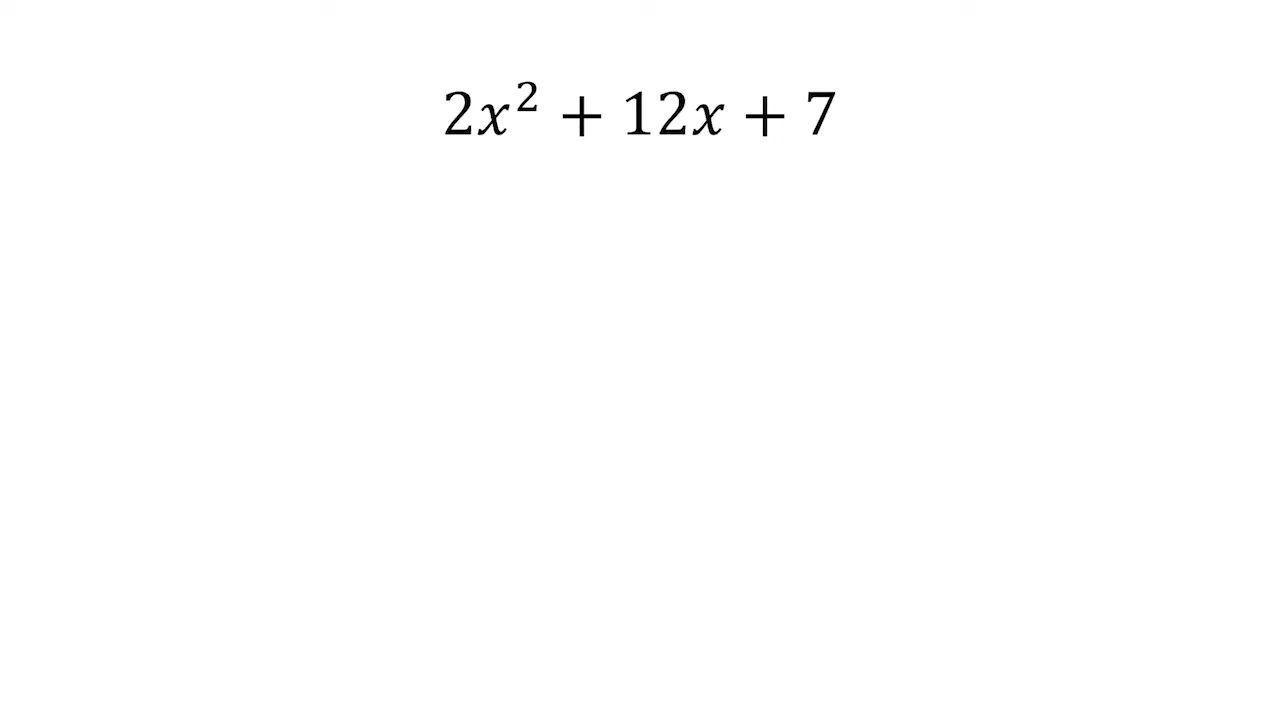 2x² + 12x + 7